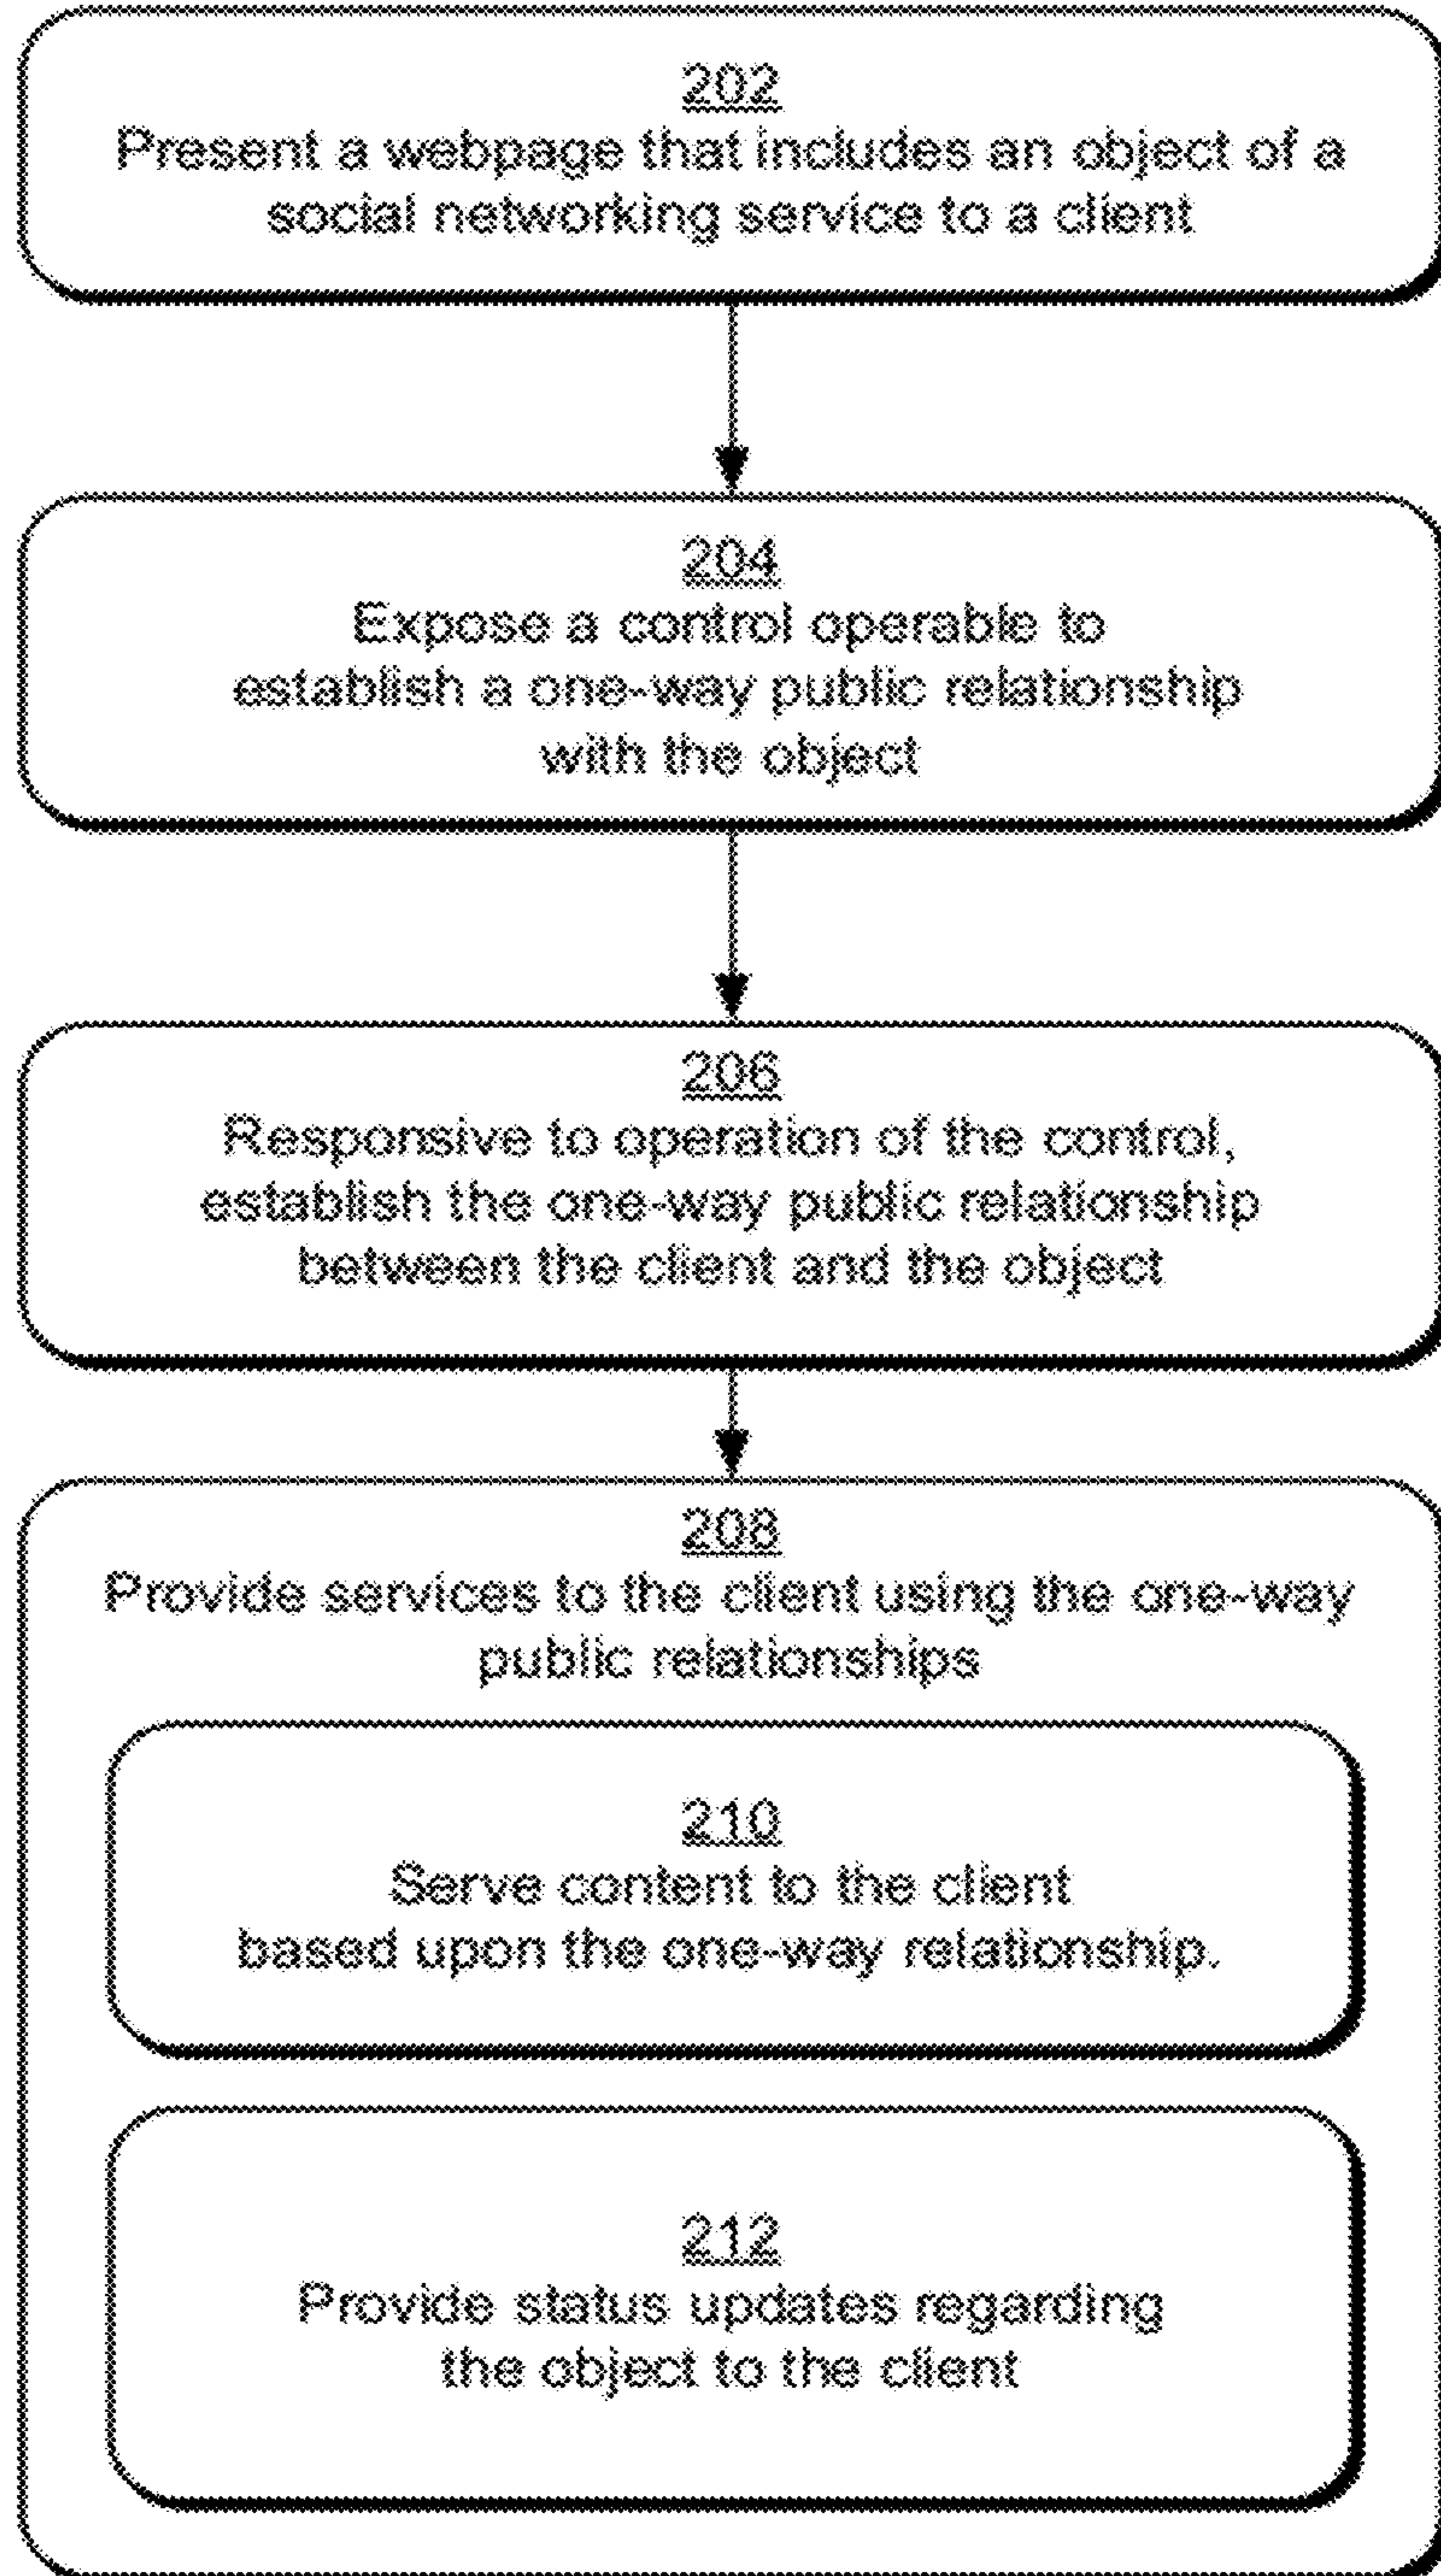 202
Present a webpage that includes an object of a
social networking service to a client
204
Expose a control operable to
establish a one-way public relationship
with the object
206
Responsive to operation of the control,
establish the one-way public relationship
between the client and the object
208
Provide services to the client using the one-way
public relationships
210
Serve content to the client
based upon the one-way relationship.
212
Provide status updates regarding
the object to the client